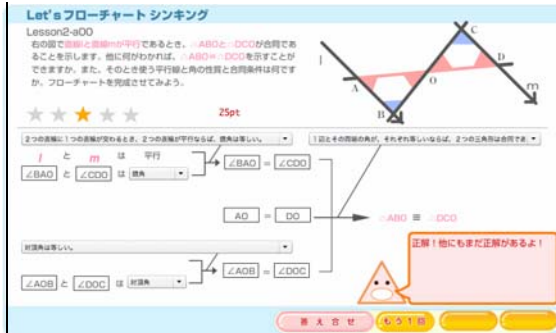 Let'sフローチャート シンキング
Lesson2-a00
右の図で直線lと直線mが平行であるとき、△ABOと△DCOが合同であ
ることを示します。他に何がわかれば、△ABO≡△DCOを示すことが
できますか。また、そのとき使う平行線と角の性質と合同条件は何です
か。フローチャートを完成させてみよう。
25pt
l
A
B
O
C
D
m
2つの直線に1つの直線が交わるとき、2つの直線が平行ならば、錯角は等しい。
1辺とその両端の角が、それぞれ等しいならば、2つの三角形は合同であ
l と m は 平行
∠BAO と ∠CDO は 錯角
∠BAO = ∠CDO
AO = DO
△ABO ≡ △DCO
対頂角は等しい。
∠AOB と ∠DOC は 対頂角
∠AOB = ∠DOC
正解!他にもまだ正解があるよ!
答え合せ
もう1回